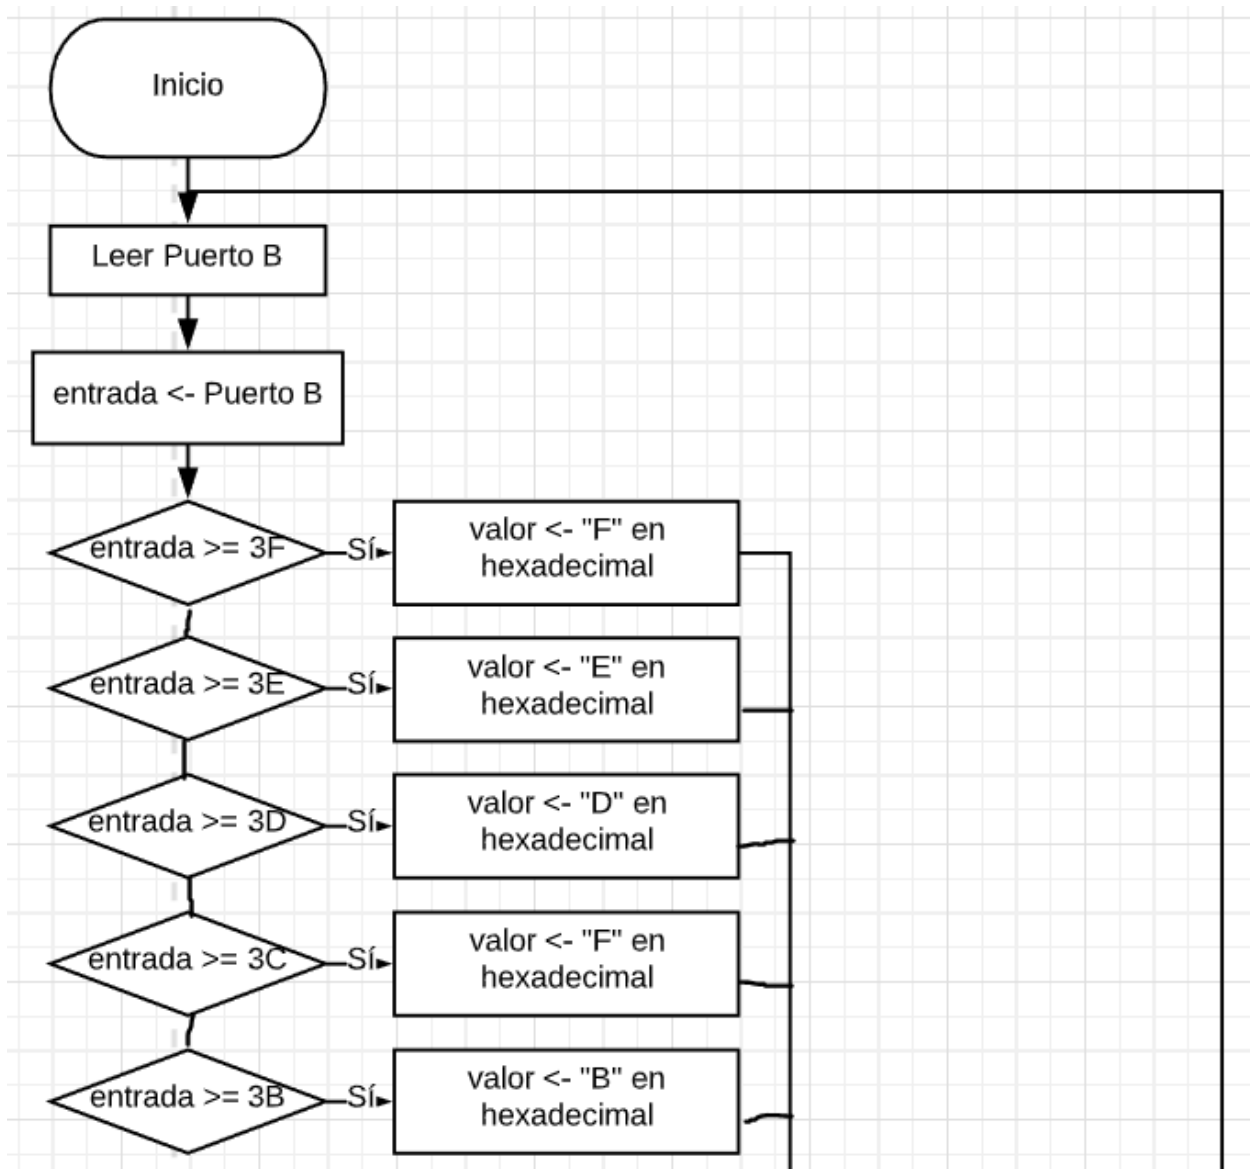 Inicio
Leer Puerto B
entrada <- Puerto B
entrada >= 3F
Sí
valor <- "F" en
hexadecimal
entrada >= 3E
Sí
valor <- "E" en
hexadecimal
entrada >= 3D
Sí
valor <- "D" en
hexadecimal
entrada >= 3C
Sí
valor <- "F" en
hexadecimal
entrada >= 3B
Sí
valor <- "B" en
hexadecimal